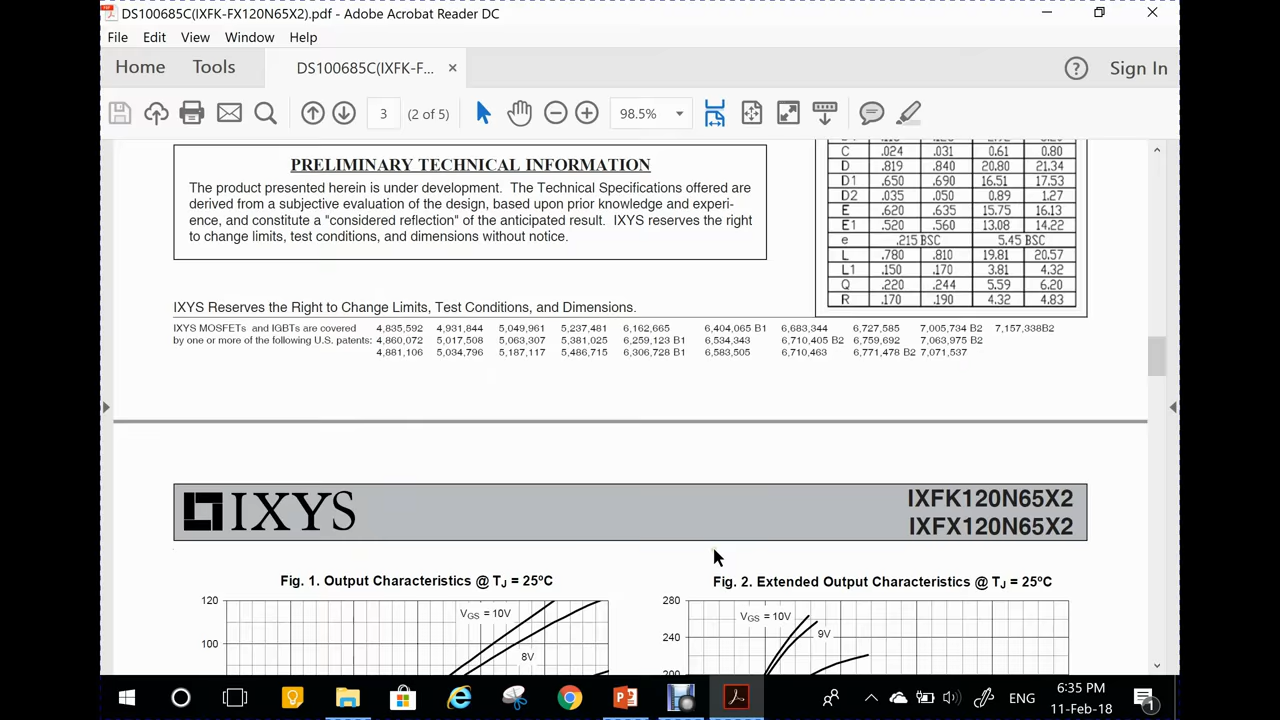 DS100685C(IXFK-FX120N65X2).pdf - Adobe Acrobat Reader DC
File Edit View Window Help
Home Tools DS100685C(IXFK-F... × ? Sign In
3 (2 of 5) 98.5%
PRELIMINARY TECHNICAL INFORMATION
The product presented herein is under development. The Technical Specifications offered are
derived from a subjective evaluation of the design, based upon prior knowledge and experi-
ence, and constitute a "considered reflection" of the anticipated result. IXYS reserves the right
to change limits, test conditions, and dimensions without notice.
C .024 .031 0.61 0.80
D .819 .840 20.80 21.34
D1 .650 .690 16.51 17.53
D2 .035 .050 0.89 1.27
E .620 .635 15.75 16.13
E1 .520 .560 13.08 14.22
e .215 BSC 5.45 BSC
L .780 .810 19.81 20.57
L1 .150 .170 3.81 4.32
Q .220 .244 5.59 6.20
R .170 .190 4.32 4.83
IXYS Reserves the Right to Change Limits, Test Conditions, and Dimensions.
IXYS MOSFETs and IGBTs are covered 4,835,592 4,931,844 5,049,961 5,237,481 6,162,665 6,404,065 B1 6,683,344 6,727,585 7,005,734 B2 7,157,338B2
by one or more of the following U.S. patents: 4,860,072 5,017,508 5,063,307 5,381,025 6,259,123 B1 6,534,343 6,710,405 B2 6,759,692 7,063,975 B2
4,881,106 5,034,796 5,187,117 5,486,715 6,306,728 B1 6,583,505 6,710,463 6,771,478 B2 7,071,537
IXYS
IXFK120N65X2
IXFX120N65X2
Fig. 1. Output Characteristics @ TJ = 25ºC
120
VGS = 10V
100
8V
Fig. 2. Extended Output Characteristics @ TJ = 25ºC
280
VGS = 10V
9V
240
ENG
6:35 PM
11-Feb-18
1